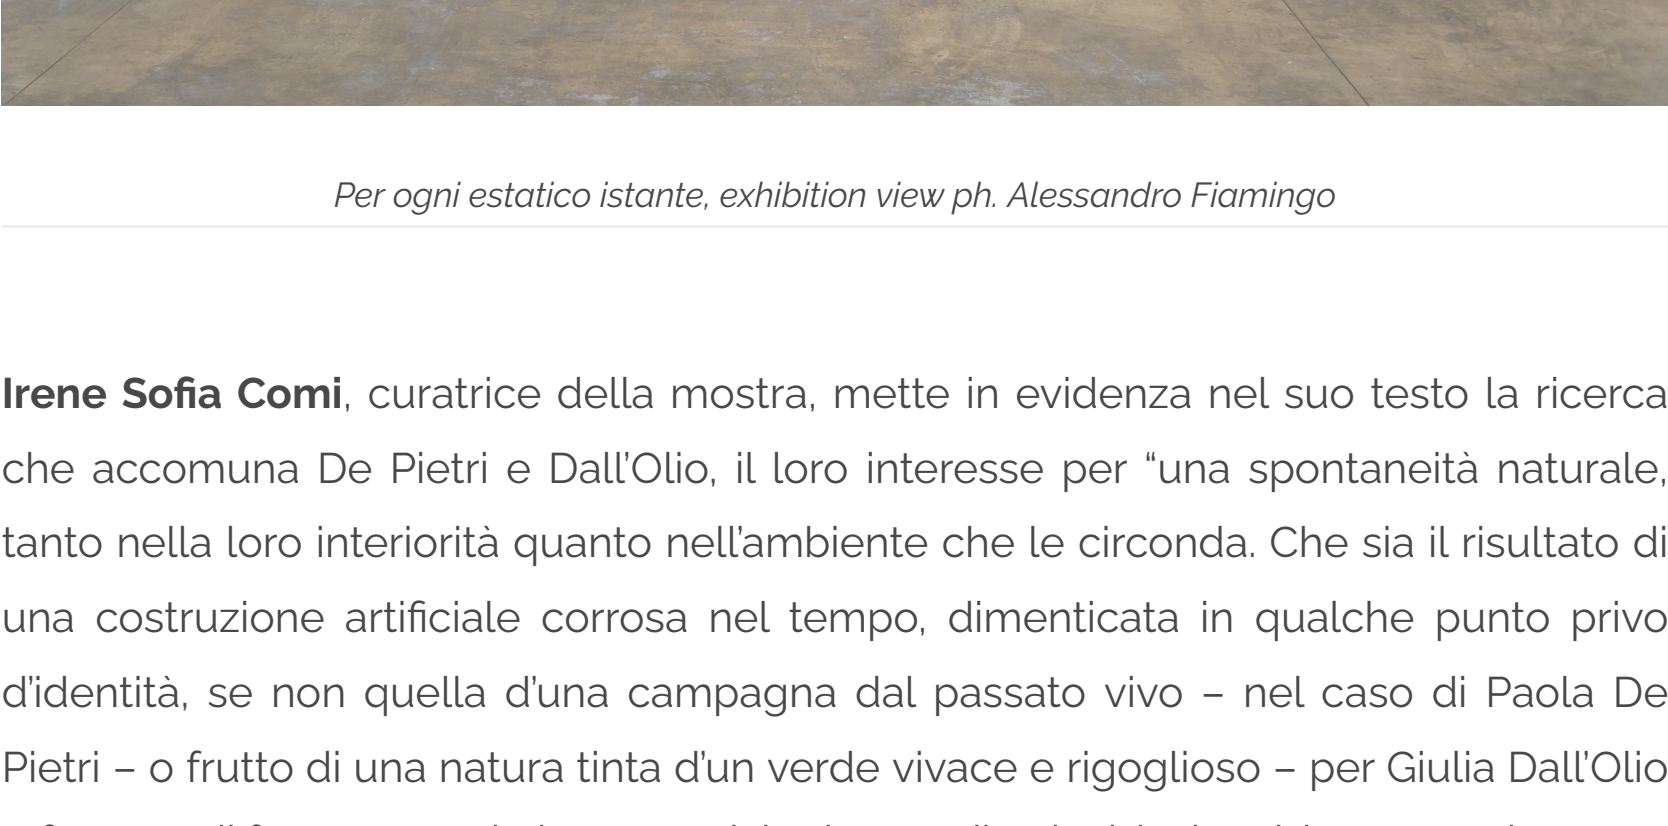 Per ogni estatico istante, exhibition view ph. Alessandro Fiamingo
Irene Sofia Comi, curatrice della mostra, mette in evidenza nel suo testo la ricerca
che accomuna De Pietri e Dall’Olio, il loro interesse per “una spontaneità naturale,
tanto nella loro interiorità quanto nell’ambiente che le circonda. Che sia il risultato di
una costruzione artificiale corrosa nel tempo, dimenticata in qualche punto privo
d’identità, se non quella d’una campagna dal passato vivo – nel caso di Paola De
Pietri – o frutto di una natura tinta d’un verde vivace e rigoglioso – per Giulia Dall’Olio